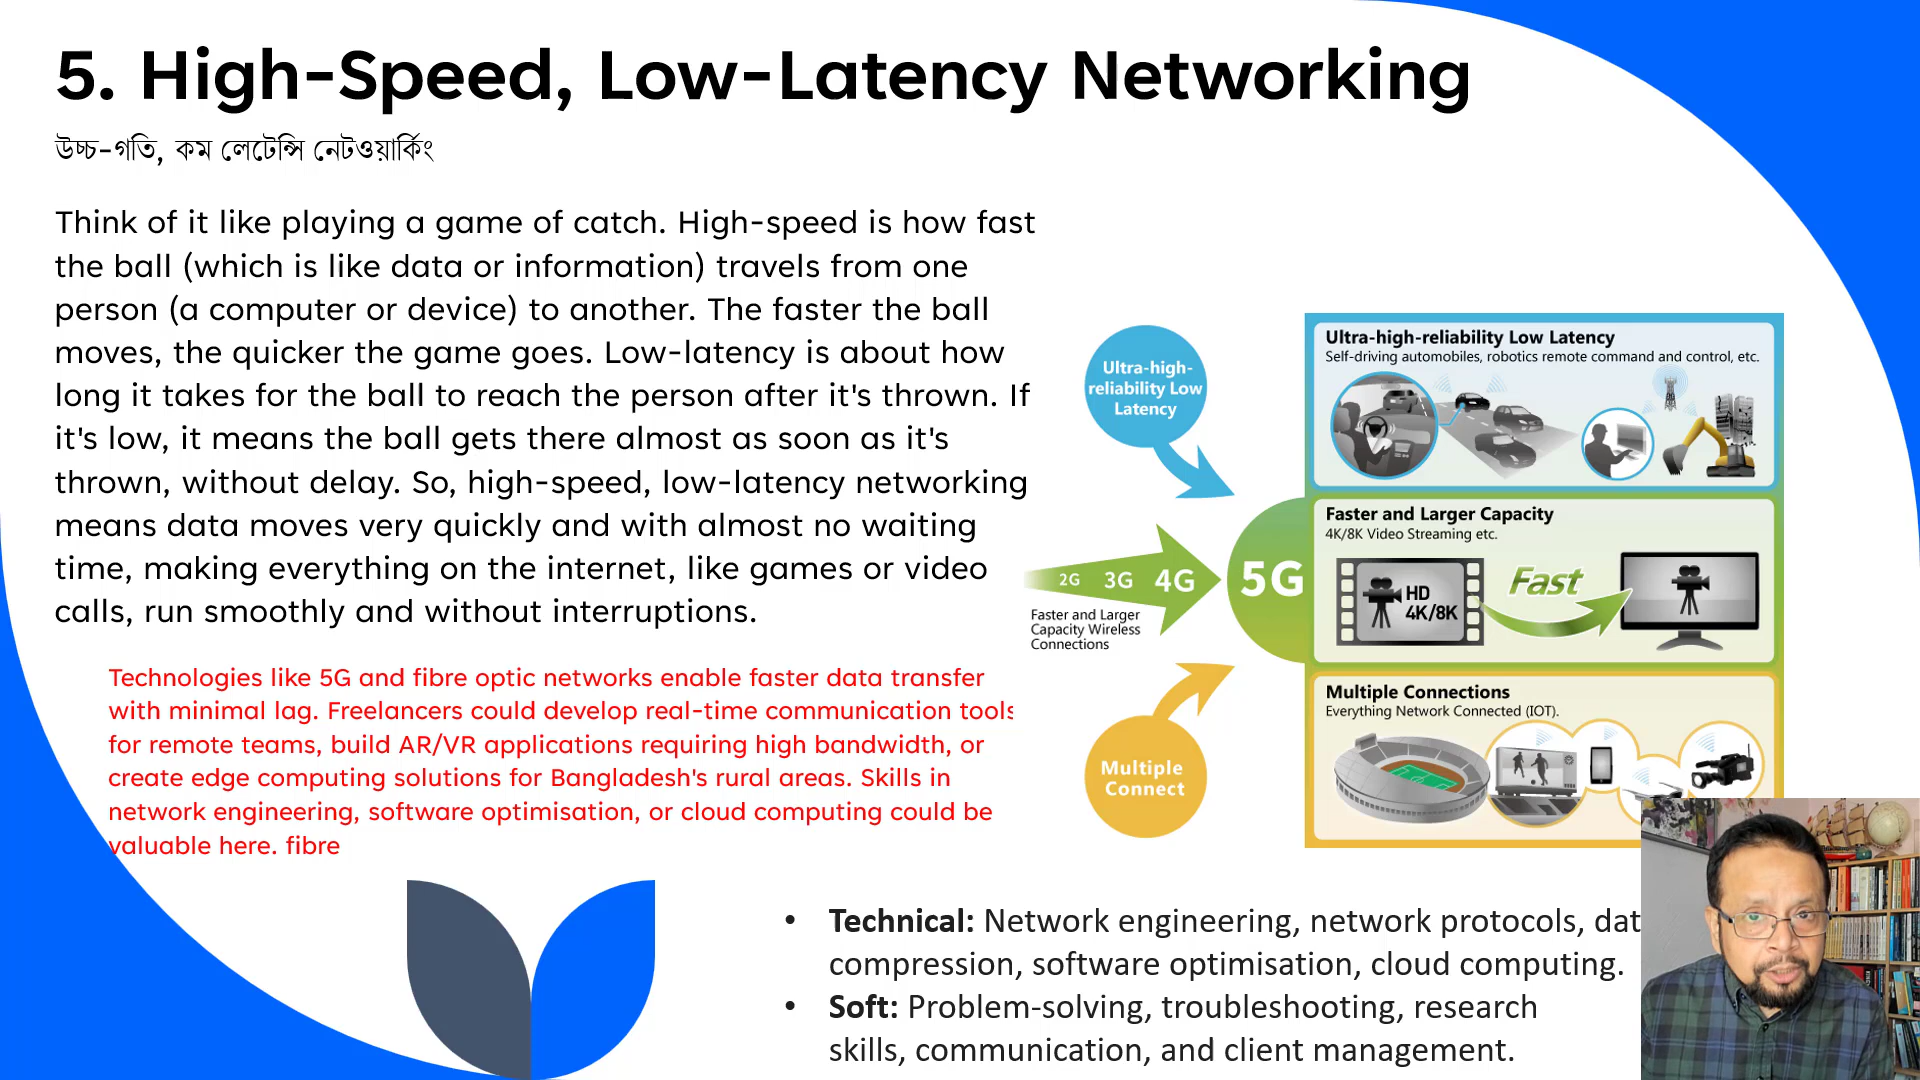 5. High-Speed, Low-Latency Networking
উচ্চ-গতি, কম লেটেন্সি নেটওয়ার্কিং
Think of it like playing a game of catch. High-speed is how fast
the ball (which is like data or information) travels from one
person (a computer or device) to another. The faster the ball
moves, the quicker the game goes. Low-latency is about how
long it takes for the ball to reach the person after it's thrown. If
it's low, it means the ball gets there almost as soon as it's
thrown, without delay. So, high-speed, low-latency networking
means data moves very quickly and with almost no waiting
time, making everything on the internet, like games or video
calls, run smoothly and without interruptions.
Technologies like 5G and fibre optic networks enable faster data transfer
with minimal lag. Freelancers could develop real-time communication tools
for remote teams, build AR/VR applications requiring high bandwidth, or
create edge computing solutions for Bangladesh's rural areas. Skills in
network engineering, software optimisation, or cloud computing could be
valuable here. fibre
Ultra-high-
reliability Low
Latency
2G 3G 4G
5G
Faster and Larger
Capacity Wireless
Connections
Multiple
Connect
Ultra-high-reliability Low Latency
Self-driving automobiles, robotics remote command and control, etc.
Faster and Larger Capacity
4K/8K Video Streaming etc.
HD
4K/8K
Fast
Multiple Connections
Everything Network Connected (IOT).
• Technical: Network engineering, network protocols, dat
compression, software optimisation, cloud computing.
• Soft: Problem-solving, troubleshooting, research
skills, communication, and client management.